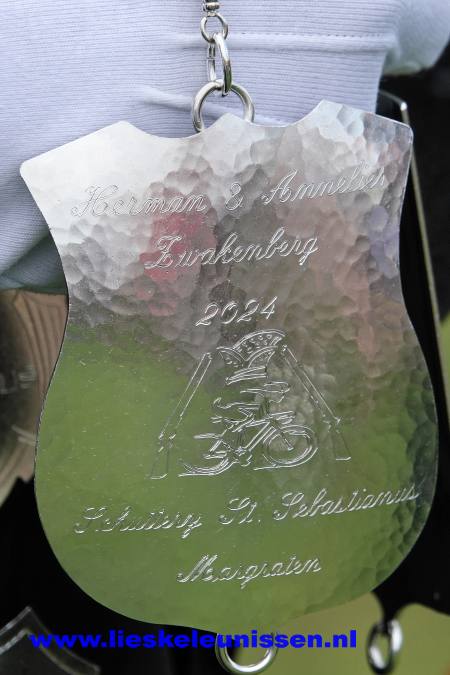 Herman & Annelies
Zwakenberg
2024
Schutterij St. Sebastianus
Margraten
www.lieskeleunissen.nl